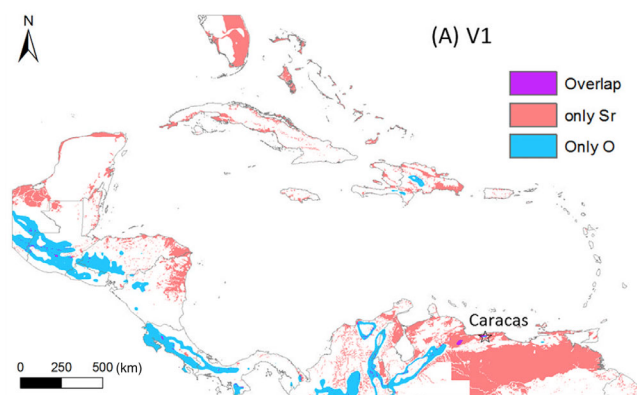 N
(A) V1
Overlap
only Sr
Only O
Caracas
0 250 500 (km)